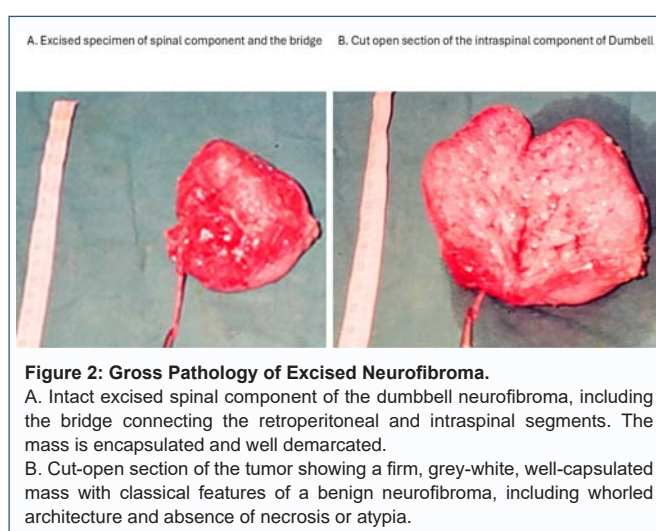 A. Excised specimen of spinal component and the bridge
B. Cut open section of the intraspinal component of Dumbell
Figure 2: Gross Pathology of Excised Neurofibroma.
A. Intact excised spinal component of the dumbbell neurofibroma, including
the bridge connecting the retroperitoneal and intraspinal segments. The
mass is encapsulated and well demarcated.
B. Cut-open section of the tumor showing a firm, grey-white, well-capsulated
mass with classical features of a benign neurofibroma, including whorled
architecture and absence of necrosis or atypia.